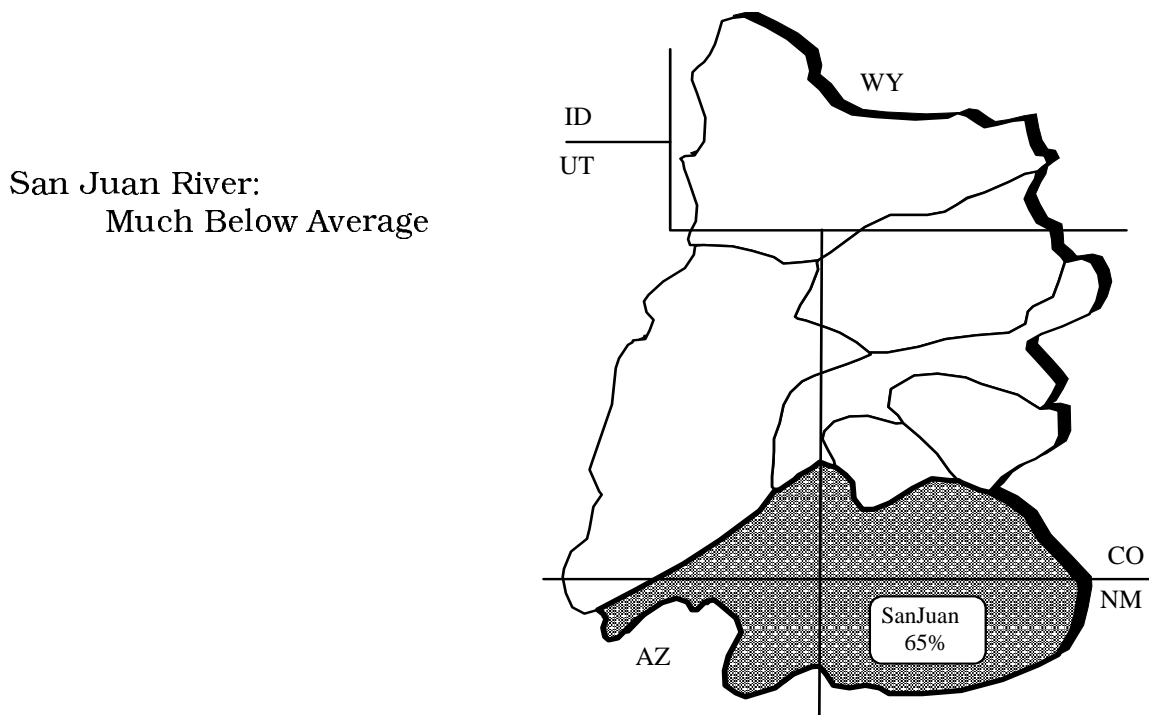 San Juan River:
Much Below Average
WY
ID
UT
CO
NM
SanJuan
65%
AZ